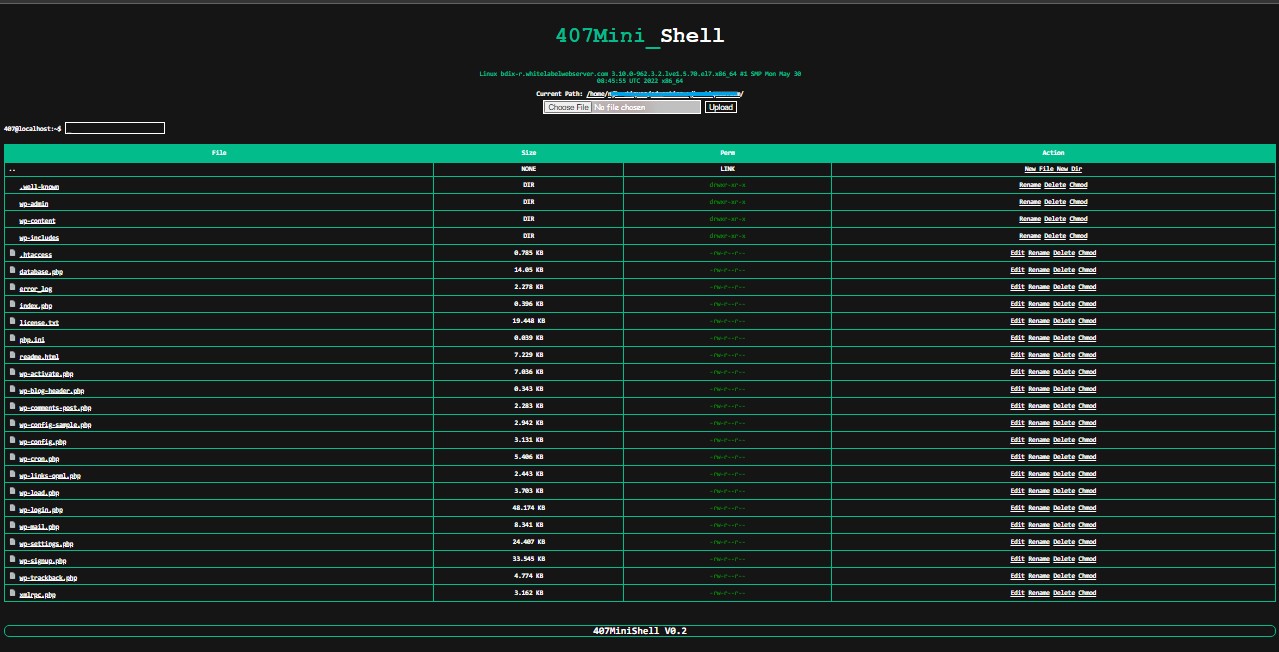 407Mini_Shell
Linux bdix-r.whitelabelwebserver.com 3.10.0-962.3.2.lve1.5.70.el7.x86_64 #1 SMP Mon May 30
08:45:55 UTC 2022 x86_64
Current Path: /home/
Choose File No file chosen Upload
407@localhost:~$
File Size Perm Action
.. NONE LINK New File New Dir
.well-known DIR drwxr-xr-x Rename Delete Chmod
wp-admin DIR drwxr-xr-x Rename Delete Chmod
wp-content DIR drwxr-xr-x Rename Delete Chmod
wp-includes DIR drwxr-xr-x Rename Delete Chmod
.htaccess 0.785 KB -rw-r--r-- Edit Rename Delete Chmod
database.php 14.05 KB -rw-r--r-- Edit Rename Delete Chmod
error_log 2.278 KB -rw-r--r-- Edit Rename Delete Chmod
index.php 0.396 KB -rw-r--r-- Edit Rename Delete Chmod
license.txt 19.448 KB -rw-r--r-- Edit Rename Delete Chmod
php.ini 0.039 KB -rw-r--r-- Edit Rename Delete Chmod
readme.html 7.229 KB -rw-r--r-- Edit Rename Delete Chmod
wp-activate.php 7.036 KB -rw-r--r-- Edit Rename Delete Chmod
wp-blog-header.php 0.343 KB -rw-r--r-- Edit Rename Delete Chmod
wp-comments-post.php 2.283 KB -rw-r--r-- Edit Rename Delete Chmod
wp-config-sample.php 2.942 KB -rw-r--r-- Edit Rename Delete Chmod
wp-config.php 3.131 KB -rw-r--r-- Edit Rename Delete Chmod
wp-cron.php 5.406 KB -rw-r--r-- Edit Rename Delete Chmod
wp-links-opml.php 2.443 KB -rw-r--r-- Edit Rename Delete Chmod
wp-load.php 3.703 KB -rw-r--r-- Edit Rename Delete Chmod
wp-login.php 48.174 KB -rw-r--r-- Edit Rename Delete Chmod
wp-mail.php 8.341 KB -rw-r--r-- Edit Rename Delete Chmod
wp-settings.php 24.407 KB -rw-r--r-- Edit Rename Delete Chmod
wp-signup.php 33.545 KB -rw-r--r-- Edit Rename Delete Chmod
wp-trackback.php 4.774 KB -rw-r--r-- Edit Rename Delete Chmod
xmlrpc.php 3.162 KB -rw-r--r-- Edit Rename Delete Chmod
407MiniShell V0.2